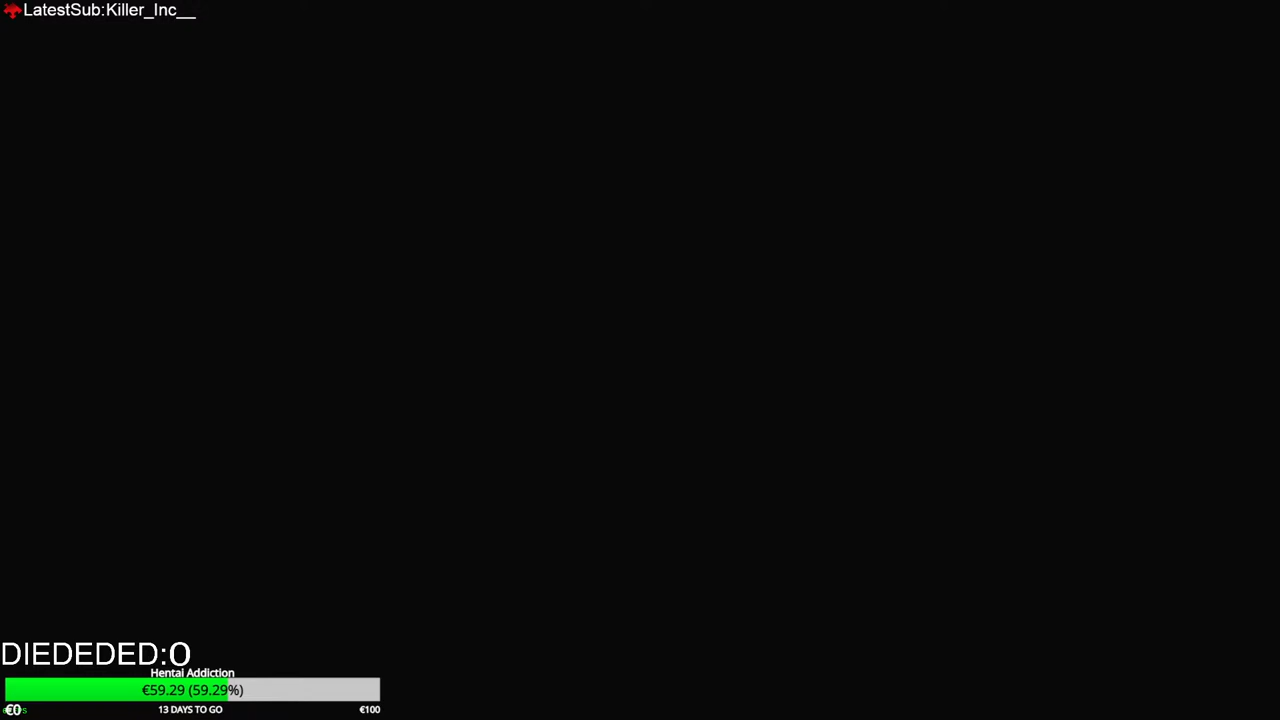 LatestSub:Killer_Inc__
DIEDEDED:0
Hentai Addiction
€59.29 (59.29%)
€0
13 DAYS TO GO
€100